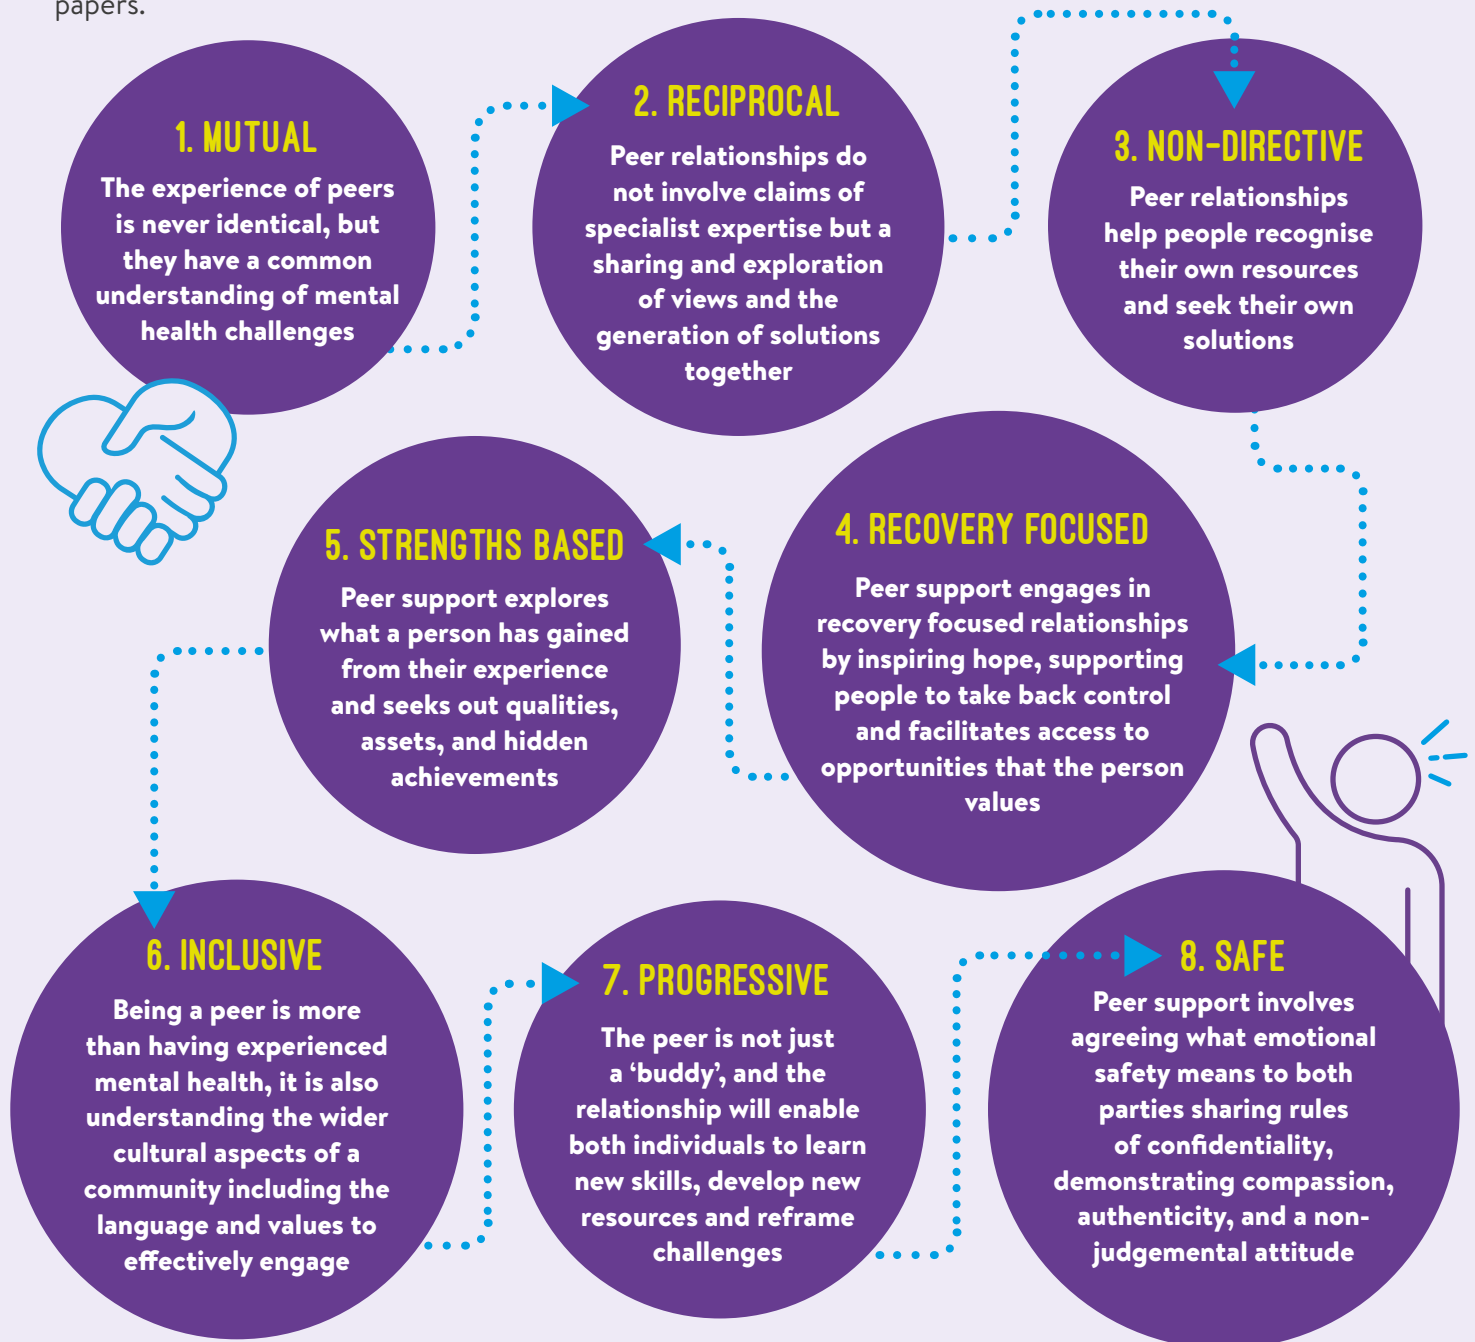 papers.
1. MUTUAL
The experience of peers
is never identical, but
they have a common
understanding of mental
health challenges
2. RECIPROCAL
Peer relationships do
not involve claims of
specialist expertise but a
sharing and exploration
of views and the
generation of solutions
together
3. NON-DIRECTIVE
Peer relationships
help people recognise
their own resources
and seek their own
solutions
4. RECOVERY FOCUSED
Peer support engages in
recovery focused relationships
by inspiring hope, supporting
people to take back control
and facilitates access to
opportunities that the person
values
5. STRENGTHS BASED
Peer support explores
what a person has gained
from their experience
and seeks out qualities,
assets, and hidden
achievements
6. INCLUSIVE
Being a peer is more
than having experienced
mental health, it is also
understanding the wider
cultural aspects of a
community including the
language and values to
effectively engage
7. PROGRESSIVE
The peer is not just
a ‘buddy’, and the
relationship will enable
both individuals to learn
new skills, develop new
resources and reframe
challenges
8. SAFE
Peer support involves
agreeing what emotional
safety means to both
parties sharing rules
of confidentiality,
demonstrating compassion,
authenticity, and a non-
judgemental attitude